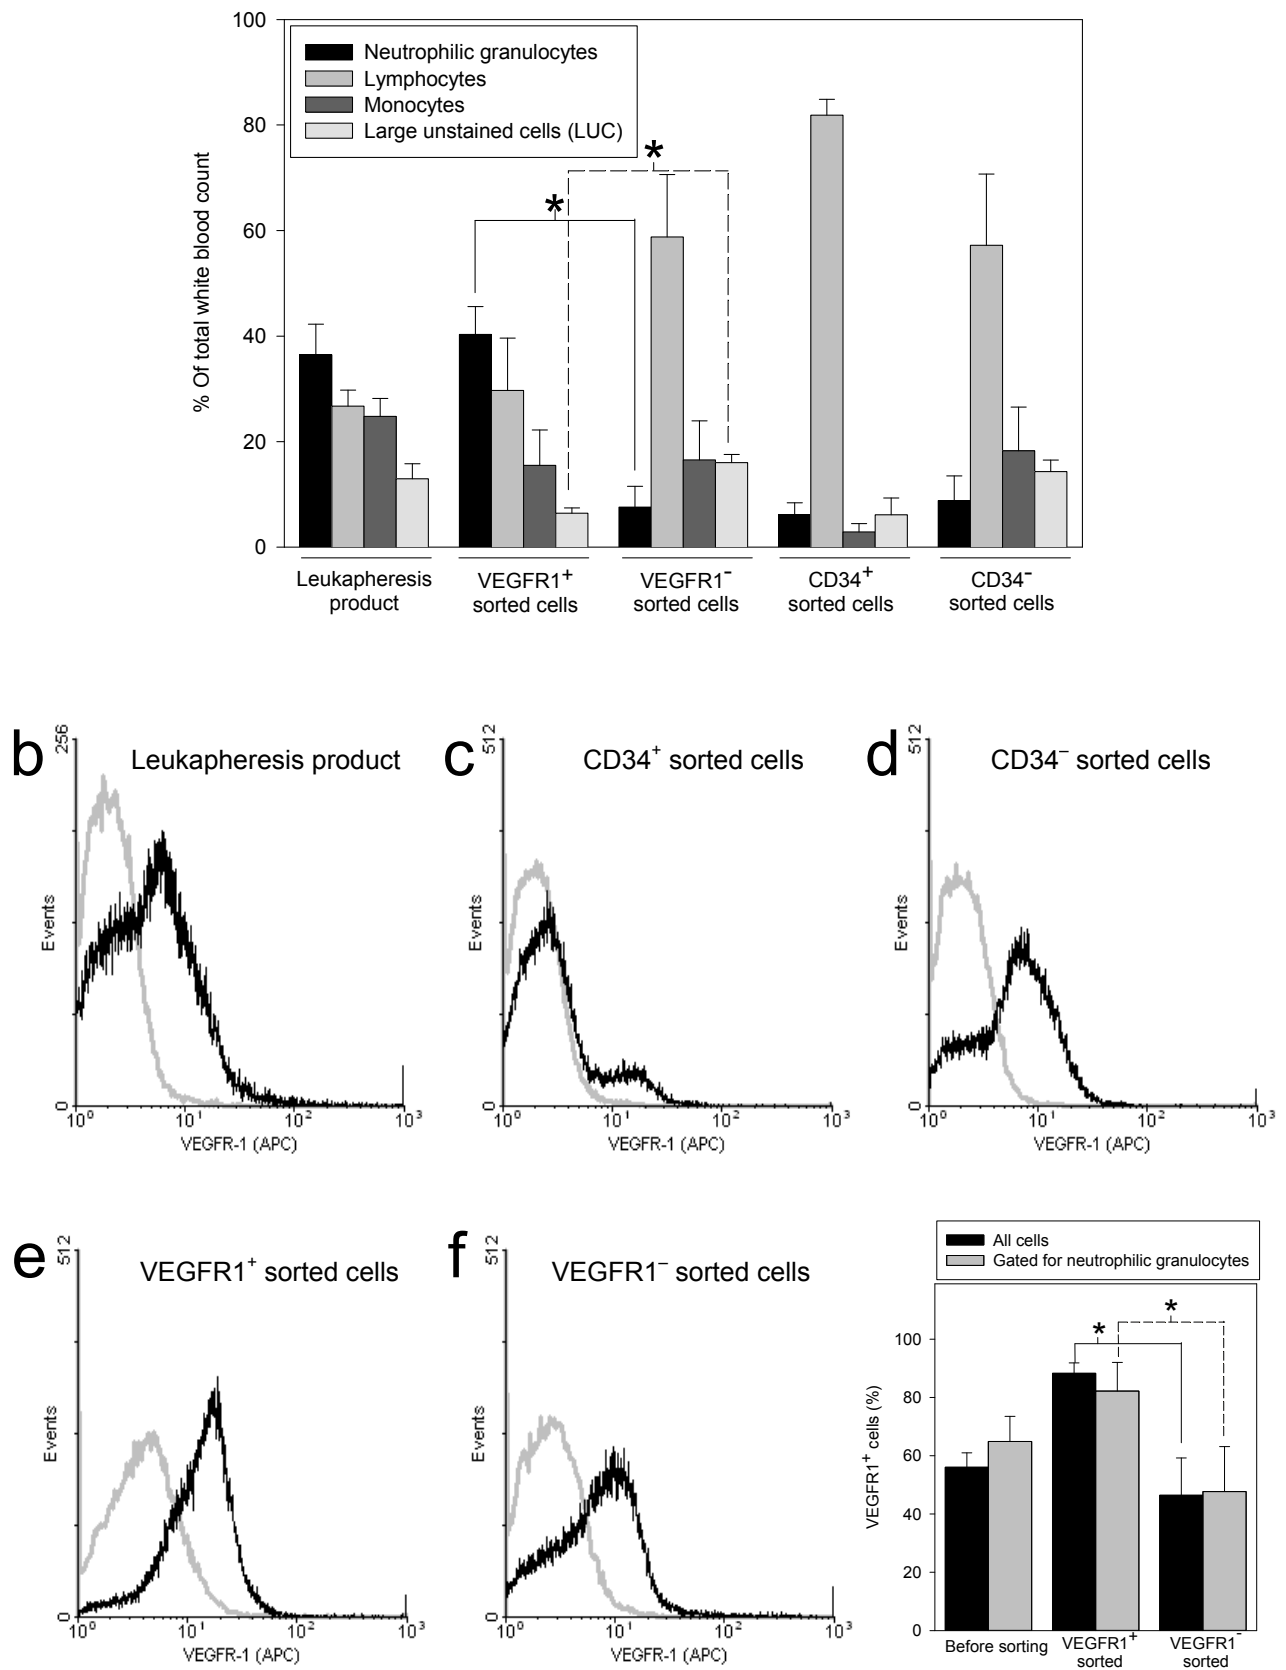 100
80
60
40
20
0
% Of total white blood count
Neutrophilic granulocytes
Lymphocytes
Monocytes
Large unstained cells (LUC)
*
*
Leukapheresis
product
VEGFR1+
sorted cells
VEGFR1−
sorted cells
CD34+
sorted cells
CD34−
sorted cells
b
Leukapheresis product
256
Events
0
10⁰ 10¹ 10² 10³
VEGFR-1 (APC)
c
CD34+ sorted cells
512
Events
0
10⁰ 10¹ 10² 10³
VEGFR-1 (APC)
d
CD34− sorted cells
512
Events
0
10⁰ 10¹ 10² 10³
VEGFR-1 (APC)
e
VEGFR1+ sorted cells
512
Events
0
10⁰ 10¹ 10² 10³
VEGFR-1 (APC)
f
VEGFR1− sorted cells
512
Events
0
10⁰ 10¹ 10² 10³
VEGFR-1 (APC)
All cells
Gated for neutrophilic granulocytes
*
*
100
80
60
40
20
0
VEGFR1+ cells (%)
Before sorting
VEGFR1+
sorted
VEGFR1−
sorted